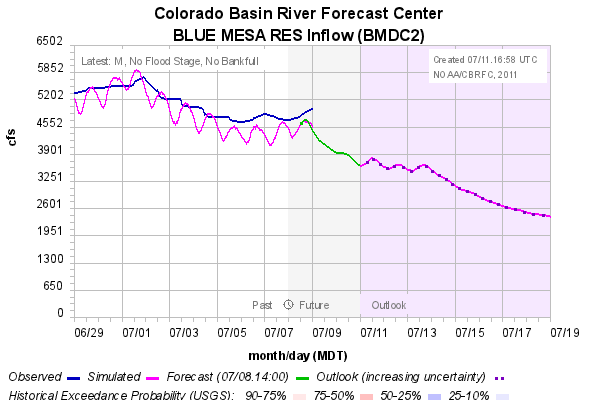 Colorado Basin River Forecast Center
BLUE MESA RES Inflow (BMDC2)
6502
5852
5202
4552
3901
3251
2601
1951
1300
650
0
cfs
Latest: M, No Flood Stage, No Bankfull
Created 07/11.16:58 UTC
NOAA/CBRFC, 2011
Past Future Outlook
06/29 07/01 07/03 07/05 07/07 07/09 07/11 07/13 07/15 07/17 07/19
month/day (MDT)
Observed Simulated Forecast (07/08.14:00) Outlook (increasing uncertainty)
Historical Exceedance Probability (USGS): 90-75% 75-50% 50-25% 25-10%